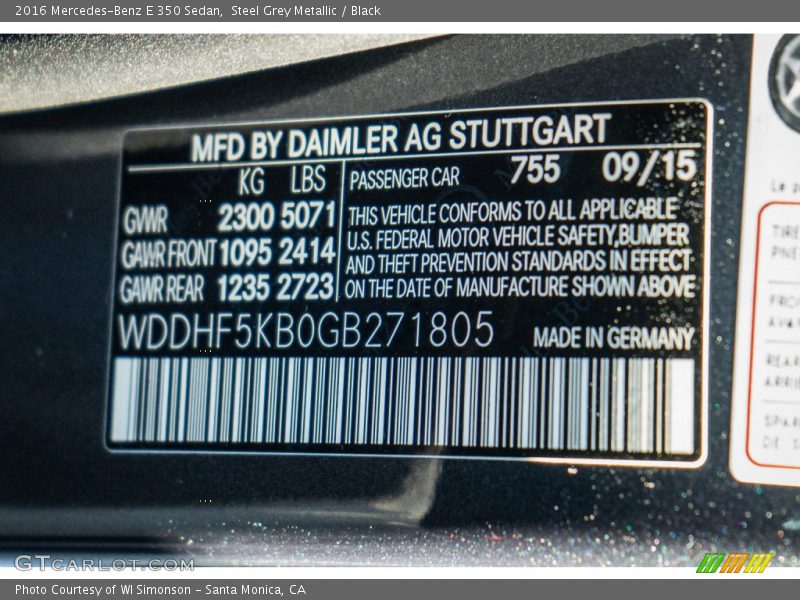 2016 Mercedes-Benz E 350 Sedan, Steel Grey Metallic / Black
MFD BY DAIMLER AG STUTTGART
KG LBS
GWR 2300 5071
GAWR FRONT 1095 2414
GAWR REAR 1235 2723
PASSENGER CAR 755 09/15
THIS VEHICLE CONFORMS TO ALL APPLICABLE
U.S. FEDERAL MOTOR VEHICLE SAFETY,BUMPER
AND THEFT PREVENTION STANDARDS IN EFFECT
ON THE DATE OF MANUFACTURE SHOWN ABOVE
WDDHF5KB0GB271805
MADE IN GERMANY
GTCARLOT.COM
Photo Courtesy of WI Simonson - Santa Monica, CA